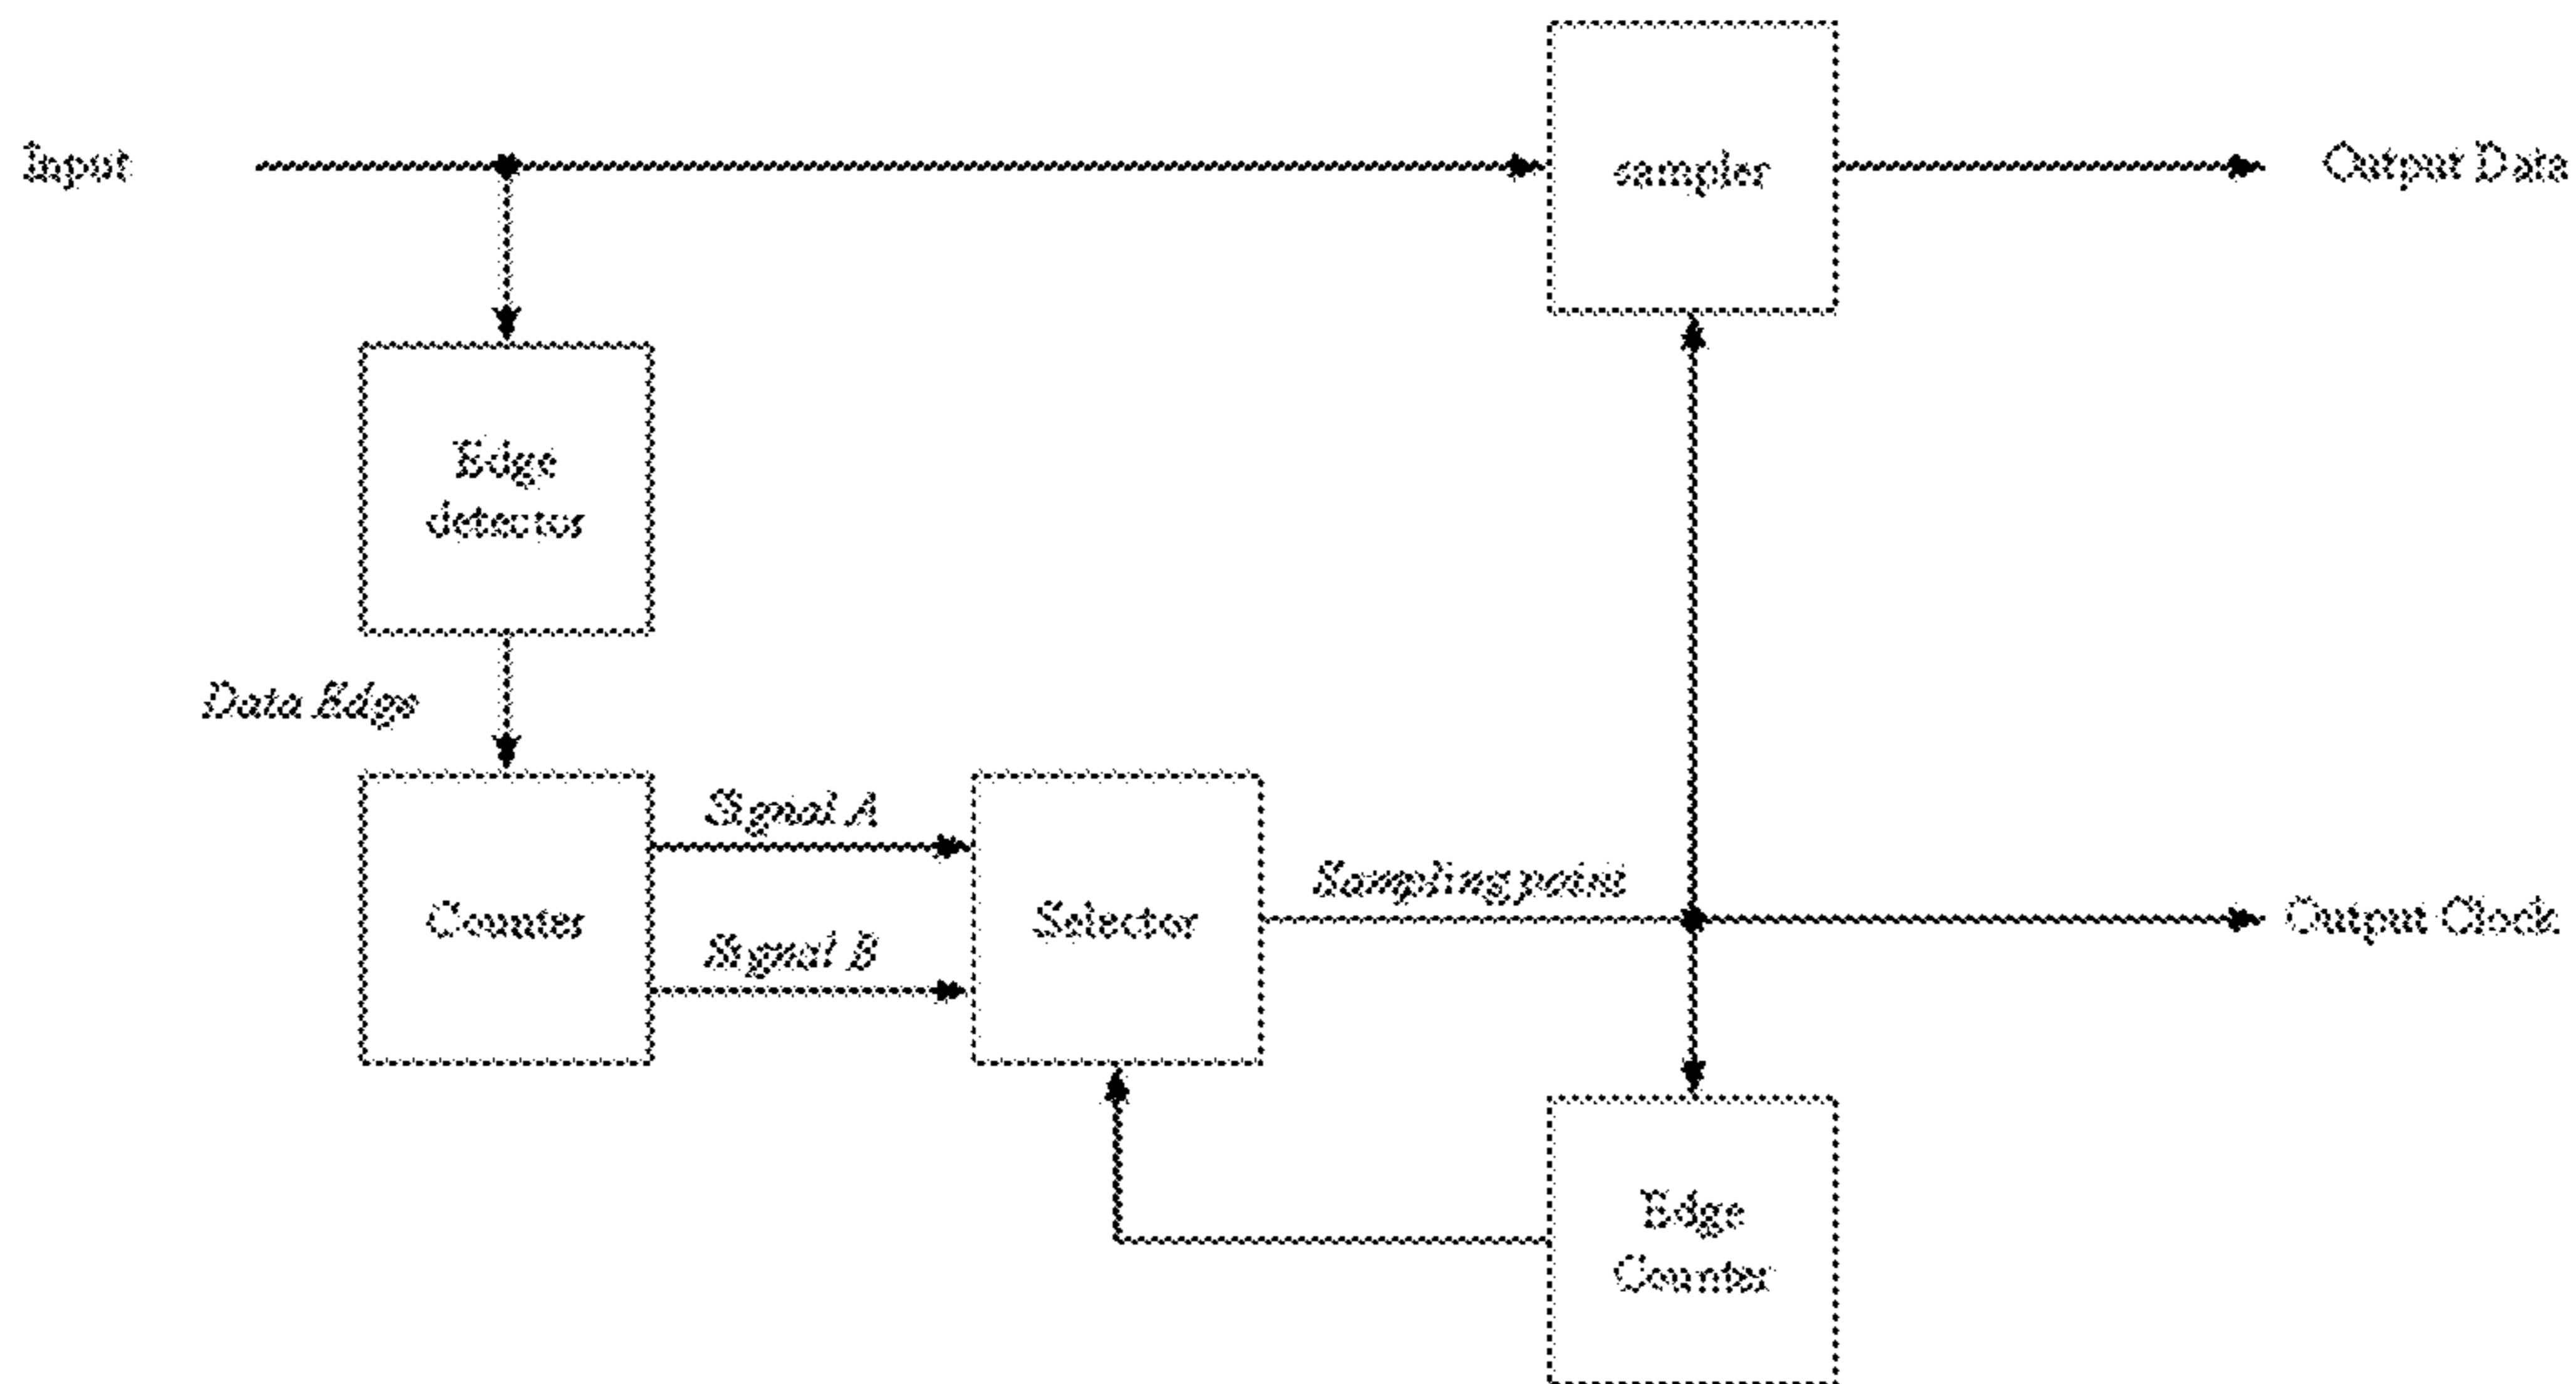 Input
sampler
Output Data
Edge
detector
Data Edge
Signal A
Counter
Signal B
Selector
Sampling point
Output Clock
Edge
Counter